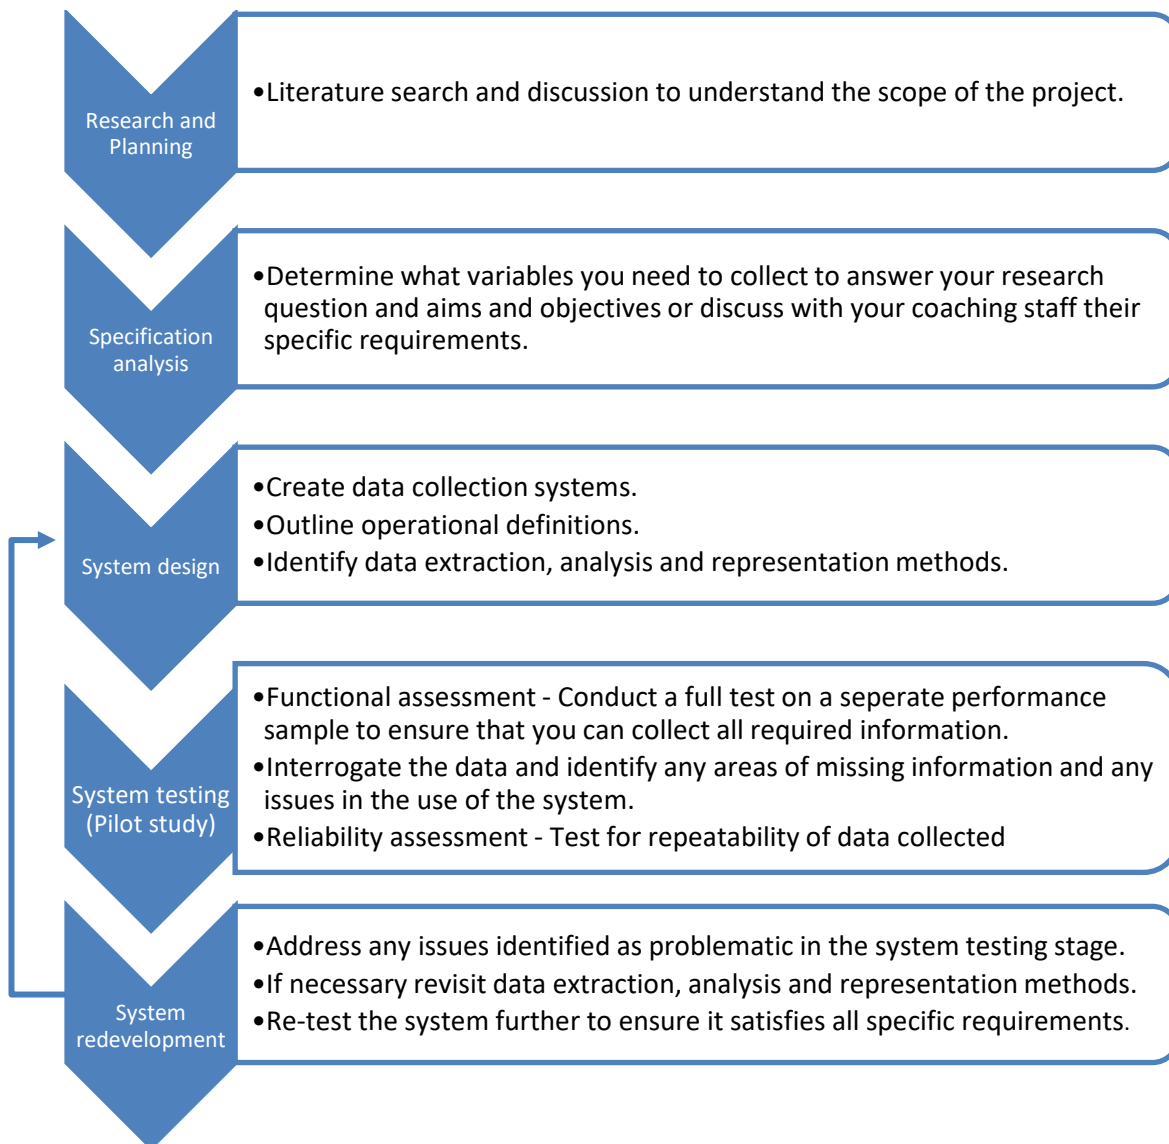 Research and
Planning
•Literature search and discussion to understand the scope of the project.
Specification
analysis
•Determine what variables you need to collect to answer your research
question and aims and objectives or discuss with your coaching staff their
specific requirements.
System design
•Create data collection systems.
•Outline operational definitions.
•Identify data extraction, analysis and representation methods.
System testing
(Pilot study)
•Functional assessment - Conduct a full test on a seperate performance
sample to ensure that you can collect all required information.
•Interrogate the data and identify any areas of missing information and any
issues in the use of the system.
•Reliability assessment - Test for repeatability of data collected
System
redevelopment
•Address any issues identified as problematic in the system testing stage.
•If necessary revisit data extraction, analysis and representation methods.
•Re-test the system further to ensure it satisfies all specific requirements.